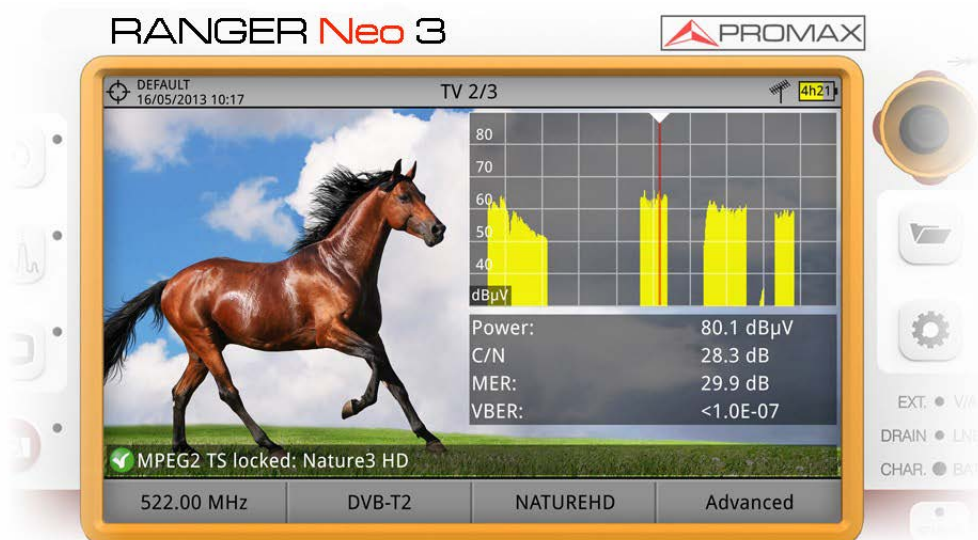 RANGER Neo 3
PROMAX
DEFAULT
16/05/2013 10:17
TV 2/3
4h21
80
70
60
50
40
dBµV
Power: 80.1 dBµV
C/N 28.3 dB
MER: 29.9 dB
VBER: <1.0E-07
MPEG2 TS locked: Nature3 HD
522.00 MHz
DVB-T2
NATUREHD
Advanced
EXT.
DRAIN
CHAR.